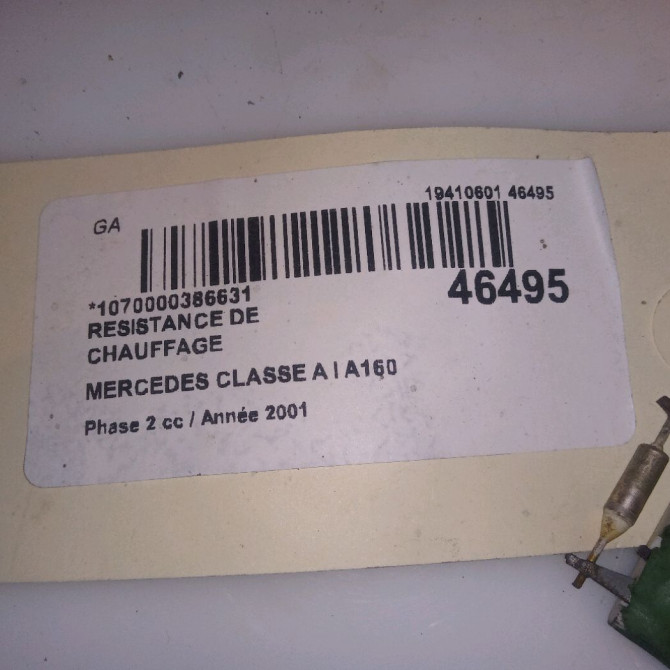 19410601 46495
GA
*1070000386631
46495
RESISTANCE DE
CHAUFFAGE
MERCEDES CLASSE A I A160
Phase 2 cc / Année 2001